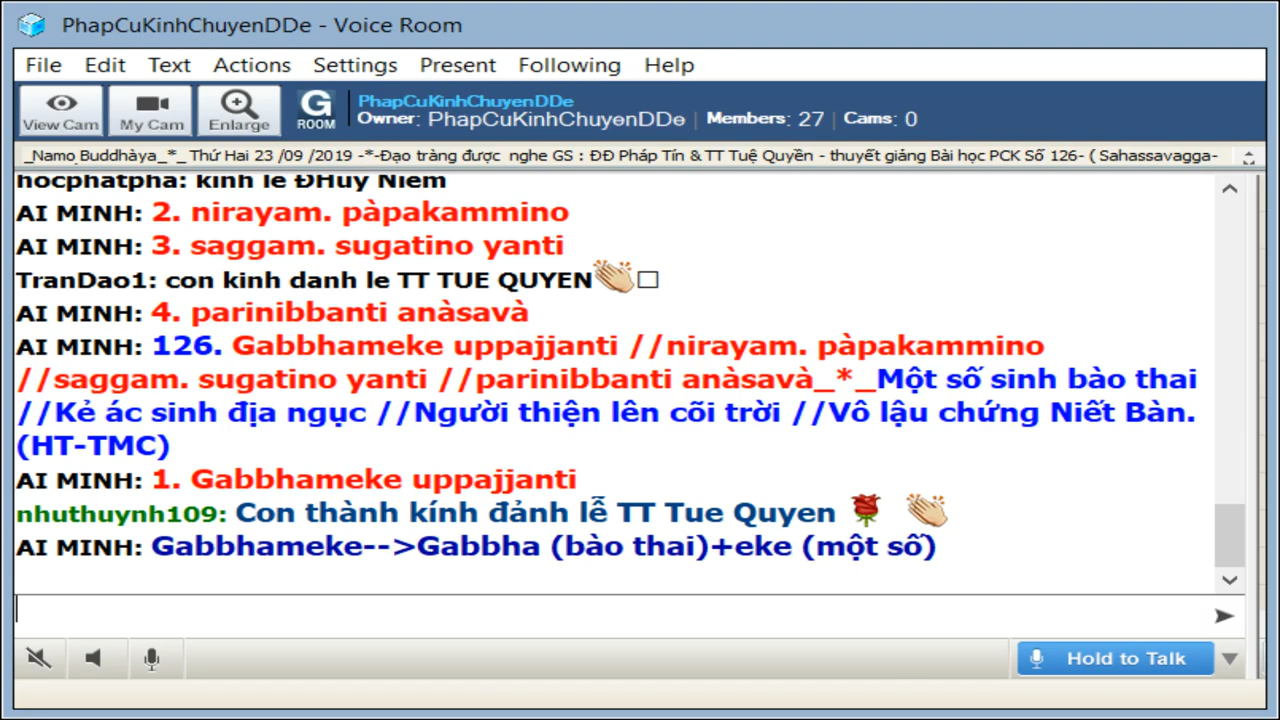 PhapCuKinhChuyenDDe - Voice Room
File Edit Text Actions Settings Present Following Help
View Cam My Cam Enlarge G ROOM PhapCuKinhChuyenDDe
Owner: PhapCuKinhChuyenDDe | Members: 27 | Cams: 0
_Namo_Buddhàya_*_ Thứ Hai 23 /09 /2019 -*-Đạo tràng được nghe GS : ĐĐ Pháp Tín & TT Tuệ Quyền - thuyết giảng Bài học PCK Số 126- ( Sahassavagga-
hocphatpha: kinh le ĐHuy Niem
AI MINH: 2. nirayam. pàpakammino
AI MINH: 3. saggam. sugatino yanti
TranDao1: con kinh danh le TT TUE QUYEN👏□
AI MINH: 4. parinibbanti anàsavà
AI MINH: 126. Gabbhameke uppajjanti //nirayam. pàpakammino
//saggam. sugatino yanti //parinibbanti anàsavà_*_Một số sinh bào thai
//Kẻ ác sinh địa ngục //Người thiện lên cõi trời //Vô lậu chứng Niết Bàn.
(HT-TMC)
AI MINH: 1. Gabbhameke uppajjanti
nhuthuynh109: Con thành kính đảnh lễ TT Tue Quyen 🌹 👏
AI MINH: Gabbhameke-->Gabbha (bào thai)+eke (một số)
Hold to Talk